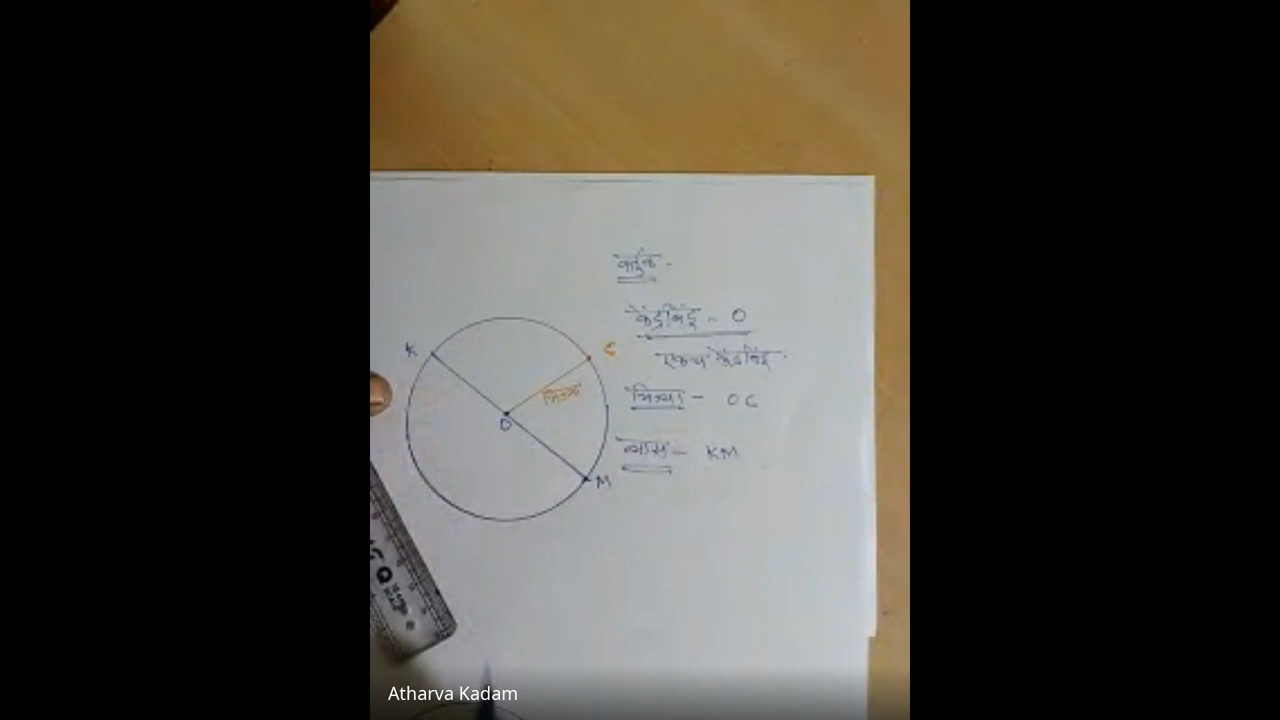 वर्तुळ -
केंद्रबिंदू - O
एकच केंद्रबिंदू.
त्रिज्या - OC
व्यास - KM
K
C
त्रिज्या
O
M
Atharva Kadam